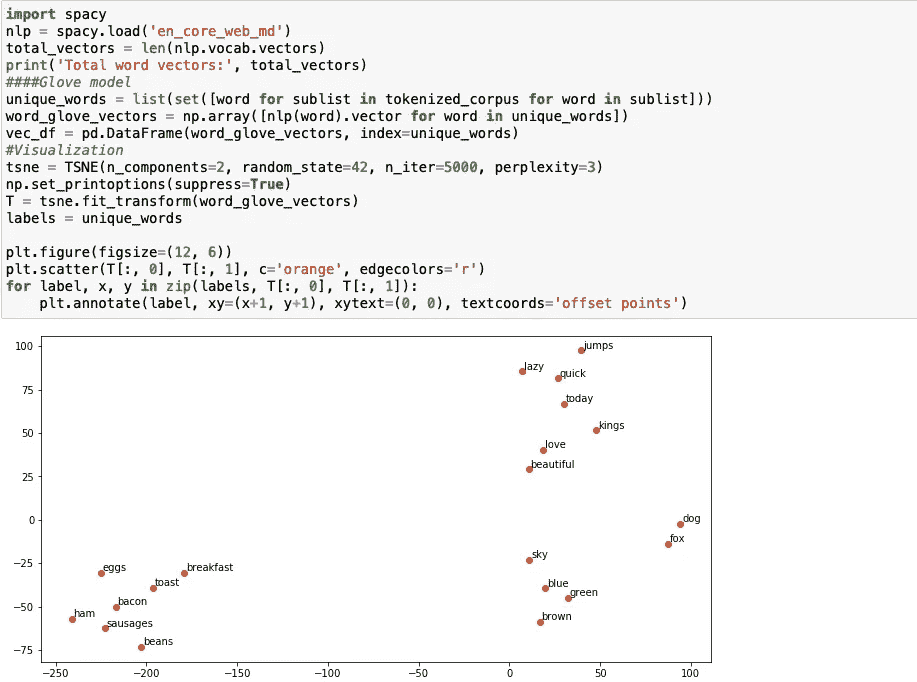 import spacy
nlp = spacy.load('en_core_web_md')
total_vectors = len(nlp.vocab.vectors)
print('Total word vectors:', total_vectors)
####Glove model
unique_words = list(set([word for sublist in tokenized_corpus for word in sublist]))
word_glove_vectors = np.array([nlp(word).vector for word in unique_words])
vec_df = pd.DataFrame(word_glove_vectors, index=unique_words)
#Visualization
tsne = TSNE(n_components=2, random_state=42, n_iter=5000, perplexity=3)
np.set_printoptions(suppress=True)
T = tsne.fit_transform(word_glove_vectors)
labels = unique_words
plt.figure(figsize=(12, 6))
plt.scatter(T[:, 0], T[:, 1], c='orange', edgecolors='r')
for label, x, y in zip(labels, T[:, 0], T[:, 1]):
    plt.annotate(label, xy=(x+1, y+1), xytext=(0, 0), textcoords='offset points')
100
jumps
lazy
quick
75
today
kings
50
love
beautiful
25
dog
0
fox
sky
−25
eggs
breakfast
toast
blue
green
bacon
−50
ham
brown
sausages
beans
−75
−250
−200
−150
−100
−50
0
50
100